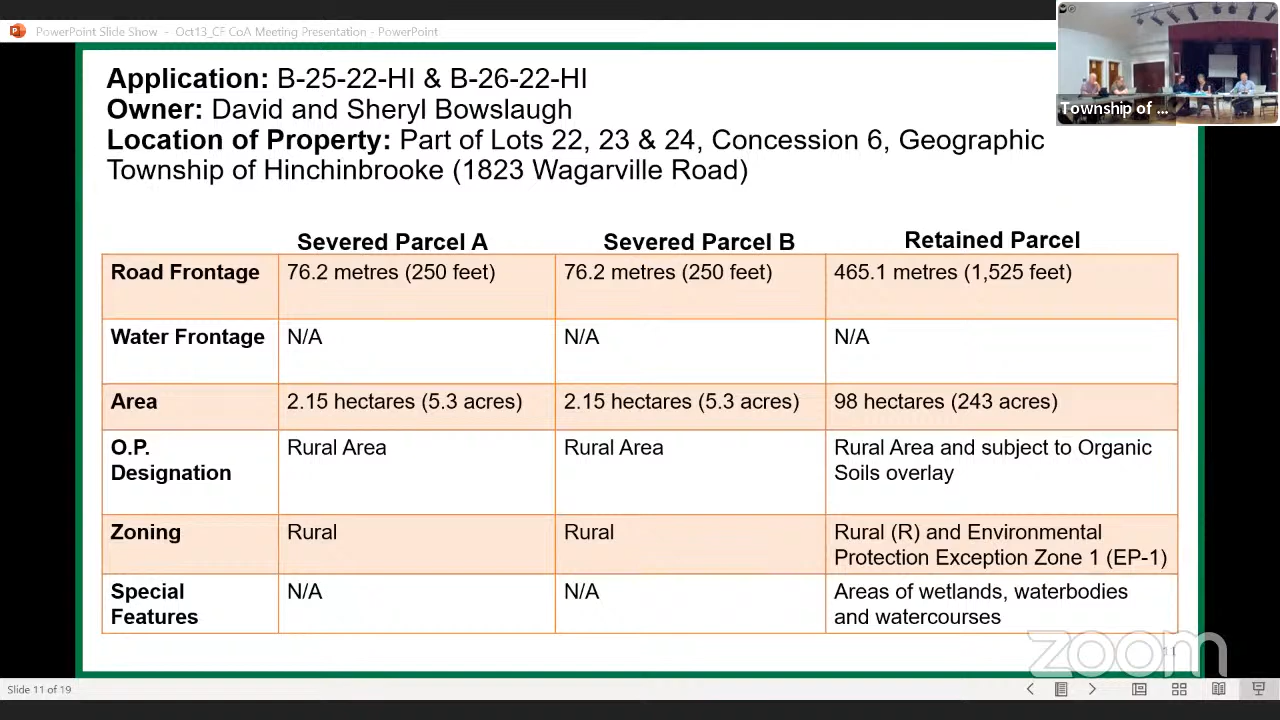 PowerPoint Slide Show - Oct13_CF CoA Meeting Presentation - PowerPoint
Township of ...
Application: B-25-22-HI & B-26-22-HI
Owner: David and Sheryl Bowslaugh
Location of Property: Part of Lots 22, 23 & 24, Concession 6, Geographic
Township of Hinchinbrooke (1823 Wagarville Road)
Severed Parcel A Severed Parcel B Retained Parcel
Road Frontage 76.2 metres (250 feet) 76.2 metres (250 feet) 465.1 metres (1,525 feet)
Water Frontage N/A N/A N/A
Area 2.15 hectares (5.3 acres) 2.15 hectares (5.3 acres) 98 hectares (243 acres)
O.P. Rural Area Rural Area Rural Area and subject to Organic
Designation Soils overlay
Zoning Rural Rural Rural (R) and Environmental
Protection Exception Zone 1 (EP-1)
Special N/A N/A Areas of wetlands, waterbodies
Features and watercourses
zoom
11
Slide 11 of 19